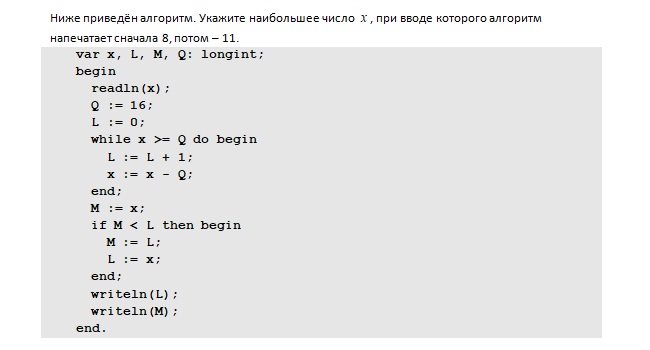 Ниже приведён алгоритм. Укажите наибольшее число x, при вводе которого алгоритм
напечатает сначала 8, потом – 11.
var x, L, M, Q: longint;
begin
readln(x);
Q := 16;
L := 0;
while x >= Q do begin
L := L + 1;
x := x - Q;
end;
M := x;
if M < L then begin
M := L;
L := x;
end;
writeln(L);
writeln(M);
end.